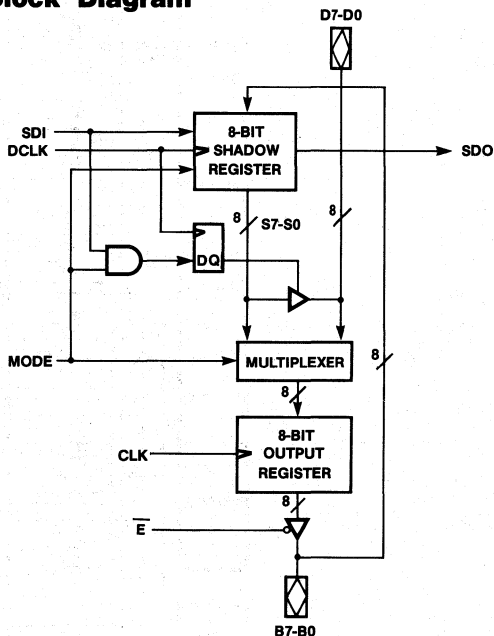 Block Diagram
D7-D0
SDI
DCLK
8-BIT
SHADOW
REGISTER
SDO
8
S7-S0
8
DQ
MODE
MULTIPLEXER
8
8
CLK
8-BIT
OUTPUT
REGISTER
8
E
B7-B0